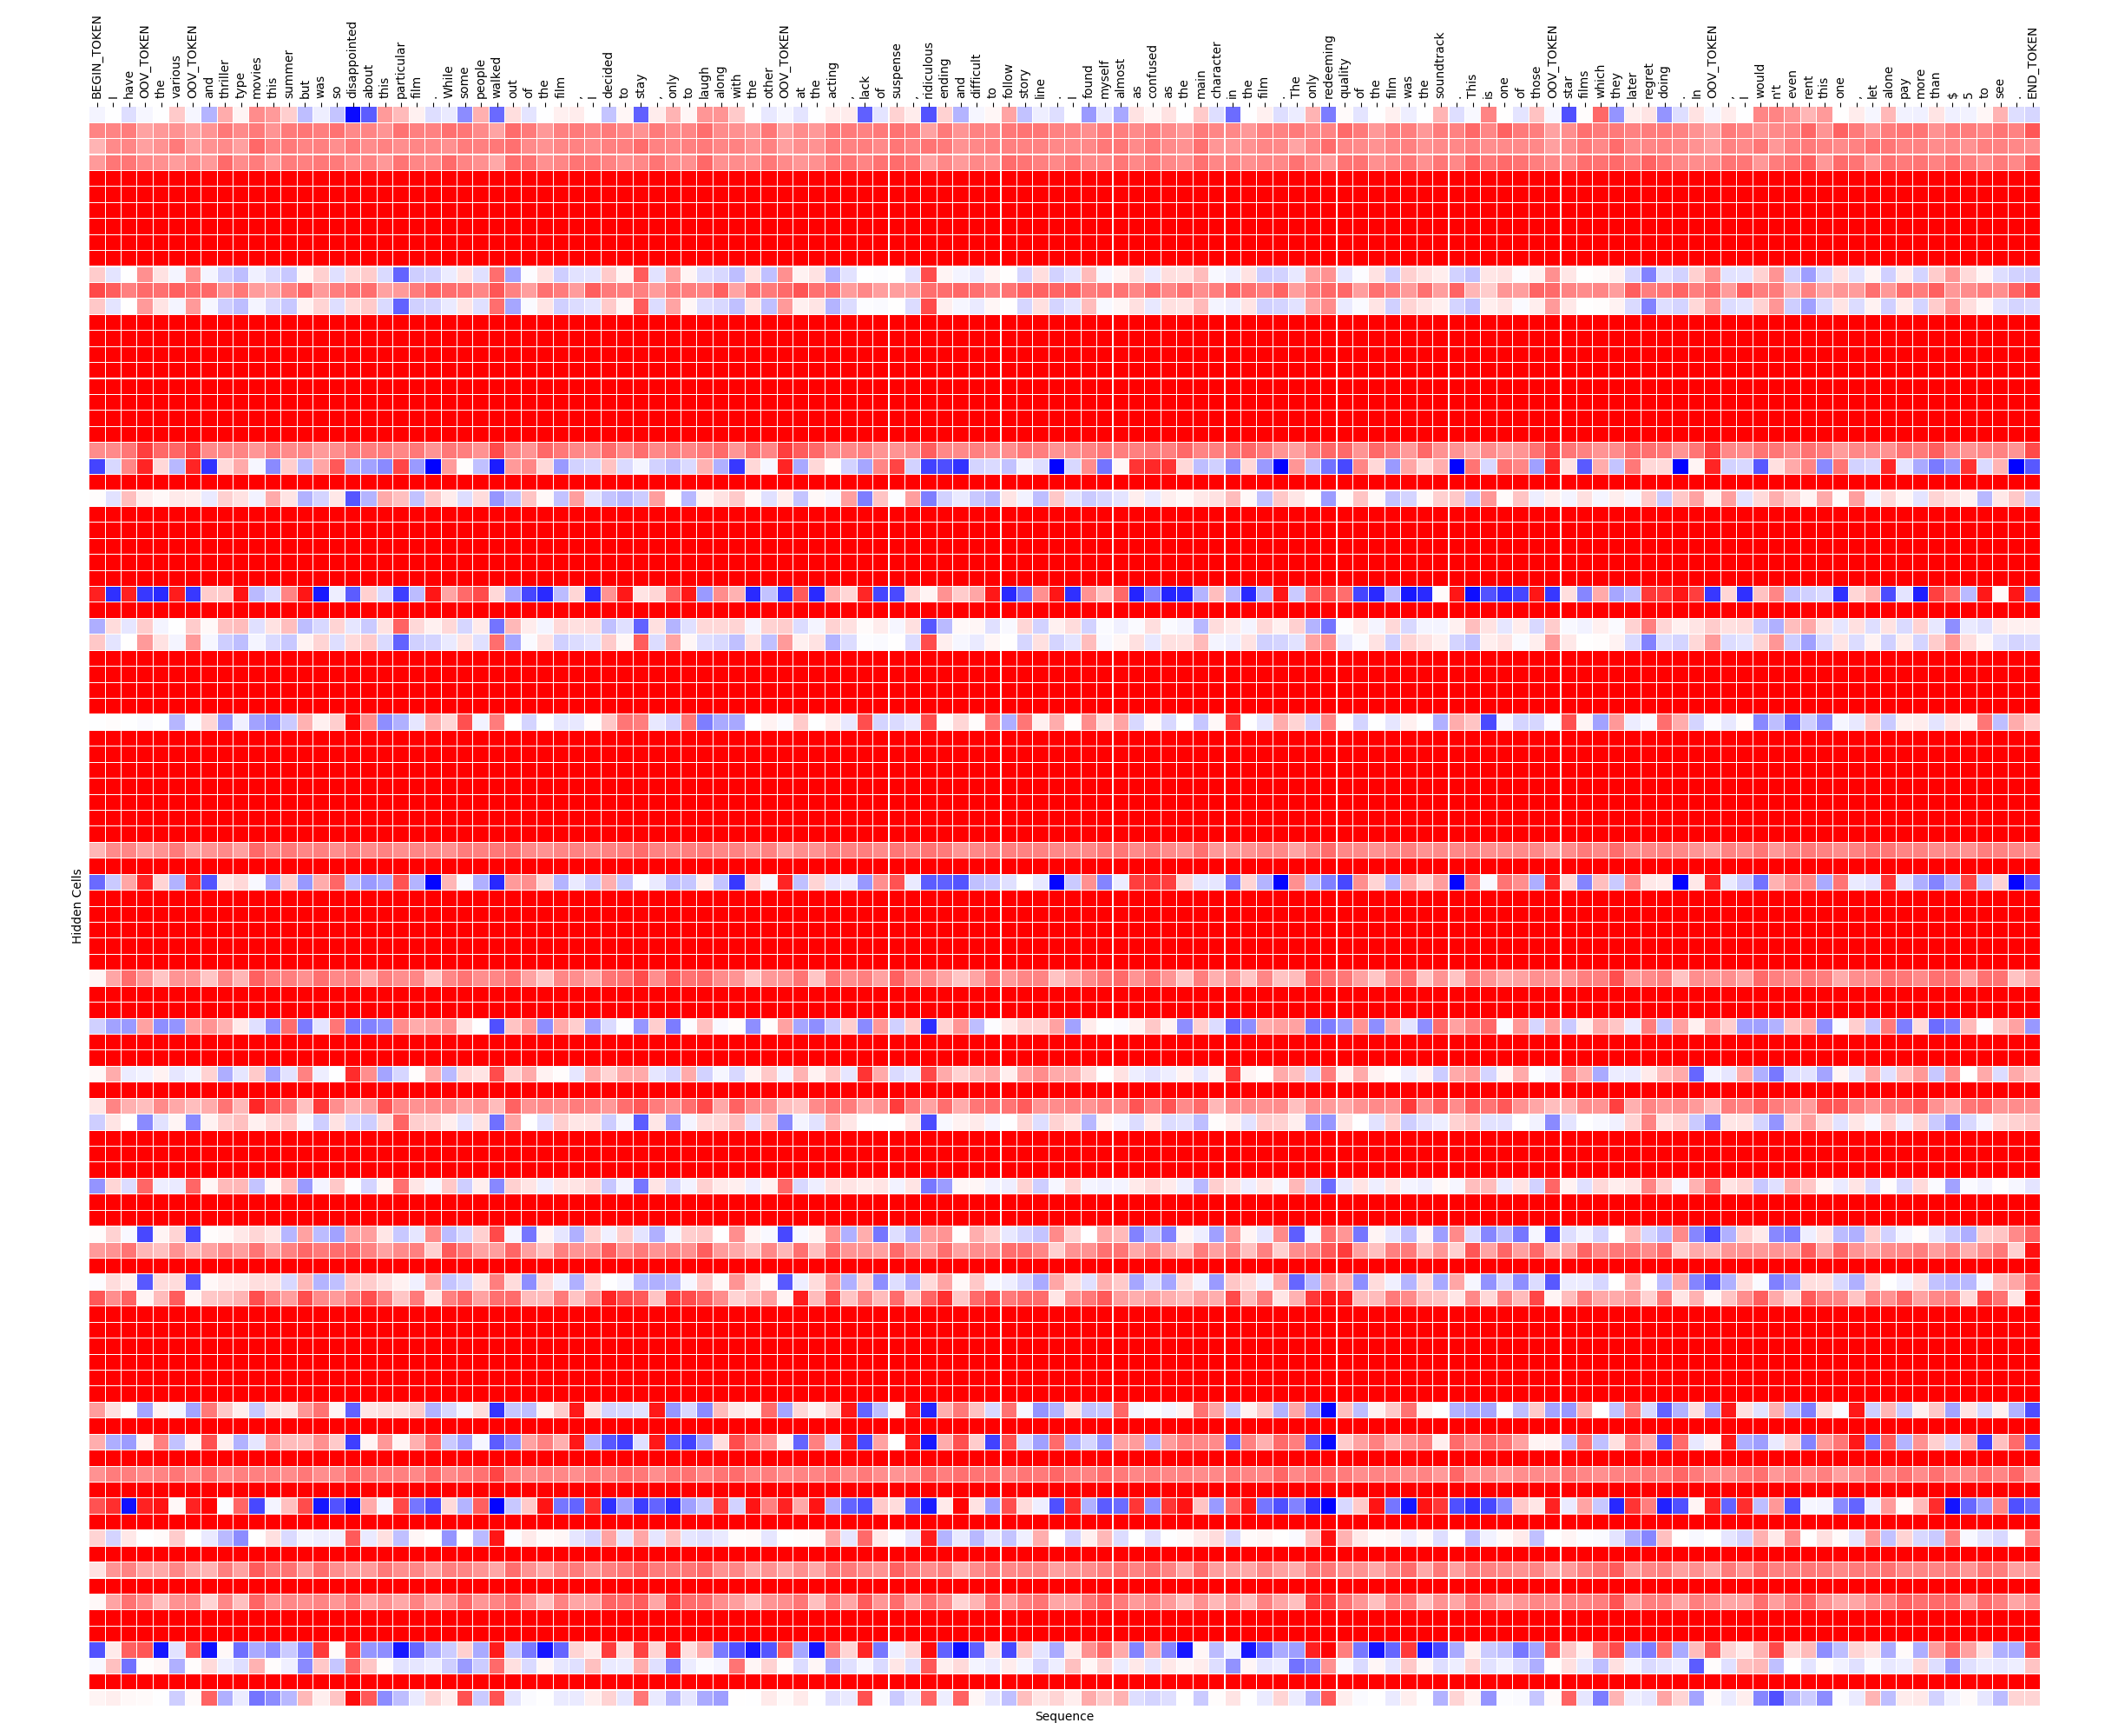 BEGIN_TOKEN I have OOV_TOKEN the various OOV_TOKEN and thriller type movies this summer but was so disappointed about this particular film . While some people walked out of the film , I decided to stay , only to laugh along with the other OOV_TOKEN at the acting , lack of suspense , ridiculous ending and difficult to follow story line . I found myself almost as confused as the main character in the film . The only redeeming quality of the film was the soundtrack . This is one of those OOV_TOKEN star films which they later regret doing . In OOV_TOKEN , I would n't even rent this one , let alone pay more than $ 5 to see . END_TOKEN
Hidden Cells
Sequence